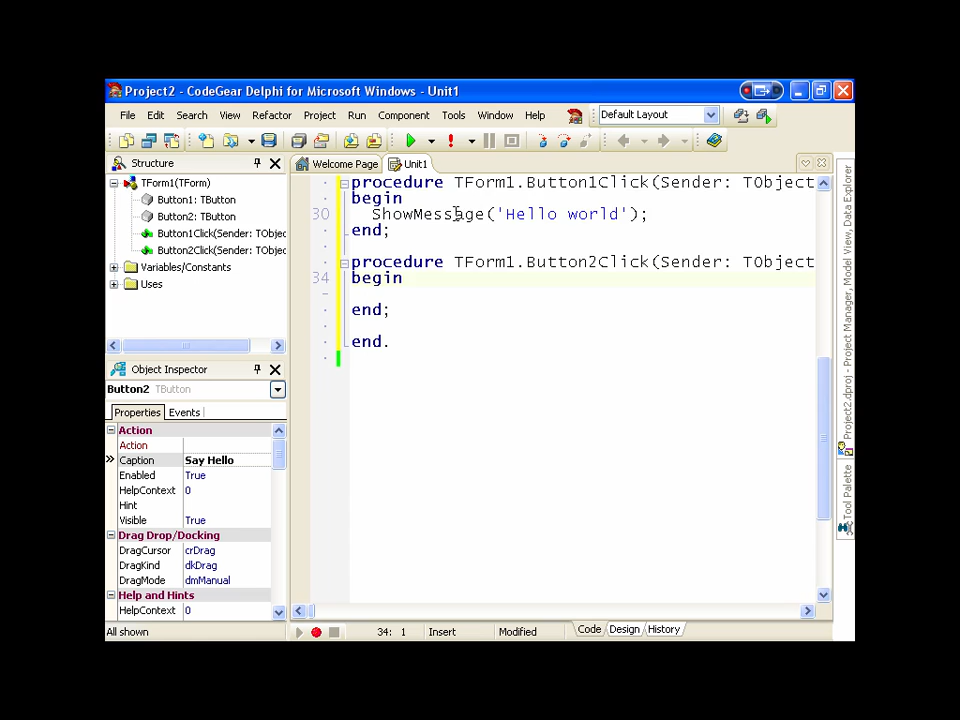 Project2 - CodeGear Delphi for Microsoft Windows - Unit1
File Edit Search View Refactor Project Run Component Tools Window Help
Default Layout
Structure
Welcome Page
Unit1
TForm1(TForm)
Button1: TButton
Button2: TButton
Button1Click(Sender: TObjec
Button2Click(Sender: TObjec
Variables/Constants
Uses
procedure TForm1.Button1Click(Sender: TObject
begin
30 ShowMessage('Hello world');
end;
procedure TForm1.Button2Click(Sender: TObject
34 begin
end;
end.
Object Inspector
Button2 TButton
Properties Events
Action
Action
Caption Say Hello
Enabled True
HelpContext 0
Hint
Visible True
Drag Drop/Docking
DragCursor crDrag
DragKind dkDrag
DragMode dmManual
Help and Hints
HelpContext 0
All shown
34: 1
Insert
Modified
Code Design History
Project2.dproj - Project Manager, Model View, Data Explorer
Tool Palette